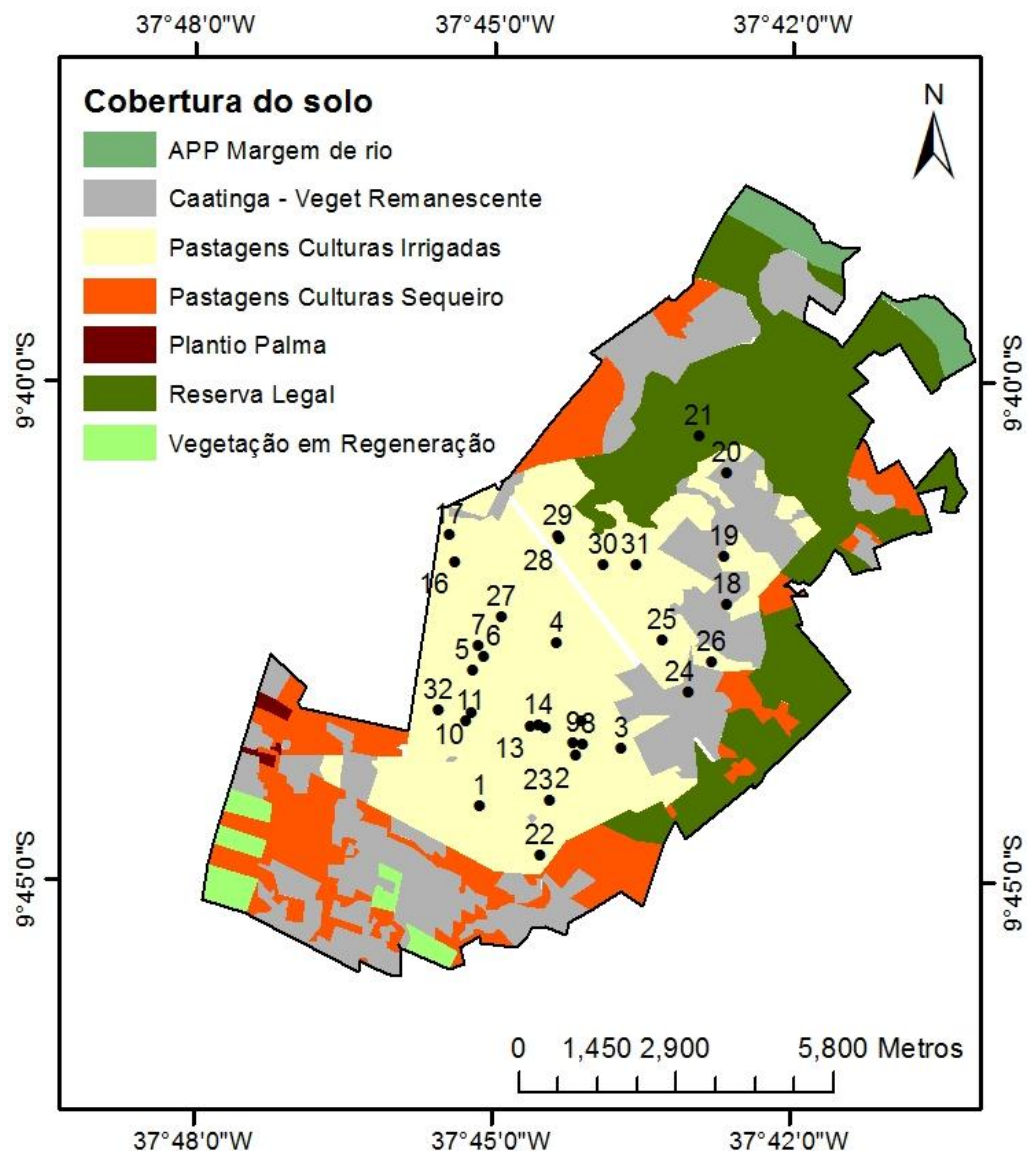 37°48'0"W 37°45'0"W 37°42'0"W
Cobertura do solo
APP Margem de rio
Caatinga - Veget Remanescente
Pastagens Culturas Irrigadas
Pastagens Culturas Sequeiro
Plantio Palma
Reserva Legal
Vegetação em Regeneração
N
9°40'0"S
9°40'0"S
21
20
17
29
28
30 31
19
16
18
27
7
6
4
25
5
26
24
32
11
10
14
13
98
3
1
232
22
9°45'0"S
9°45'0"S
0 1,450 2,900 5,800 Metros
37°48'0"W 37°45'0"W 37°42'0"W